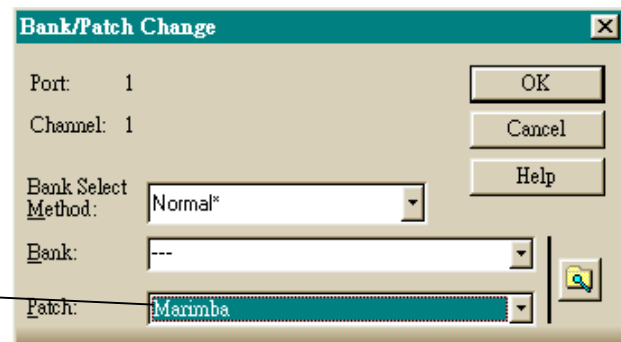 Bank/Patch Change
Port: 1
OK
Channel: 1
Cancel
Help
Bank Select
Method:
Normal*
Bank: ---
Patch: Marimba